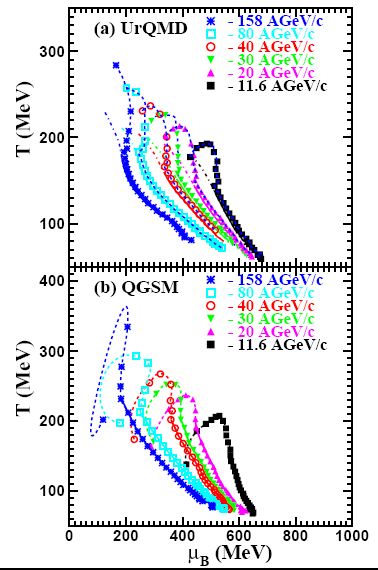 (a) UrQMD
- 158 AGeV/c
- 80 AGeV/c
- 40 AGeV/c
- 30 AGeV/c
- 20 AGeV/c
- 11.6 AGeV/c
T (MeV)
300
200
100
(b) QGSM
- 158 AGeV/c
- 80 AGeV/c
- 40 AGeV/c
- 30 AGeV/c
- 20 AGeV/c
- 11.6 AGeV/c
T (MeV)
400
300
200
100
0 200 400 600 800 1000
μB (MeV)